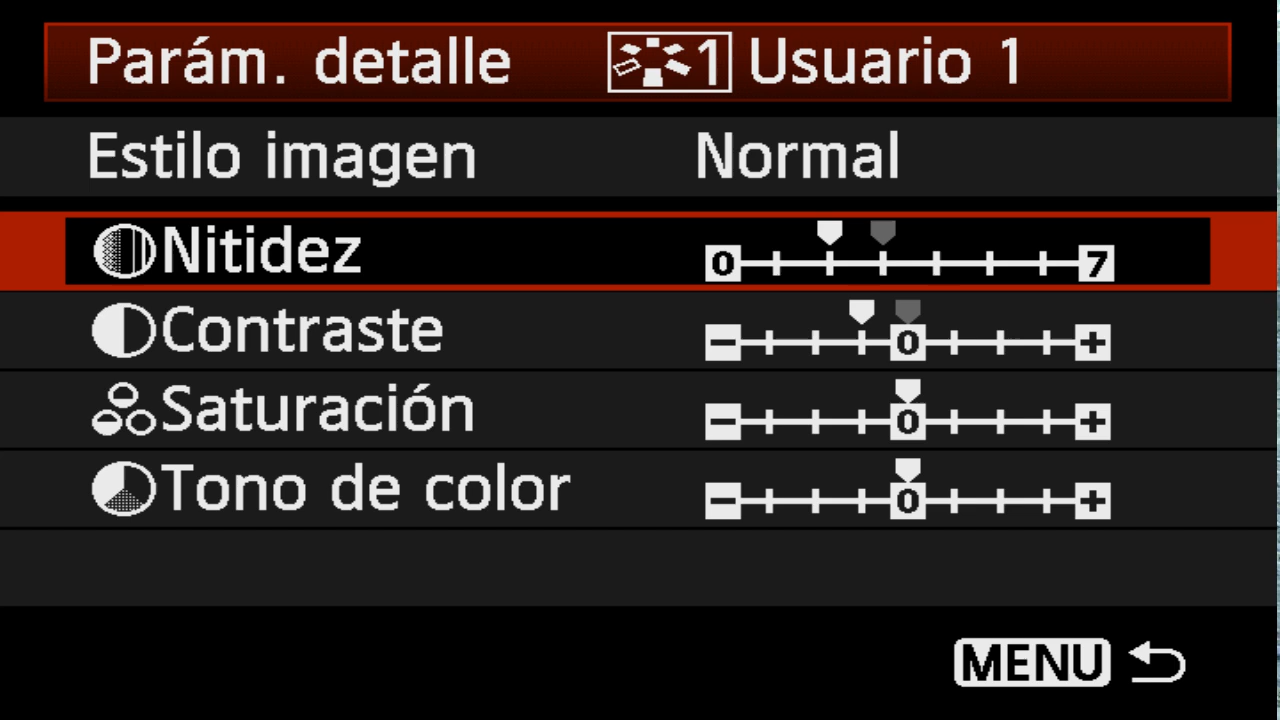 Parám. detalle 1 Usuario 1
Estilo imagen Normal
Nitidez 0 7
Contraste − 0 +
Saturación − 0 +
Tono de color − 0 +
MENU